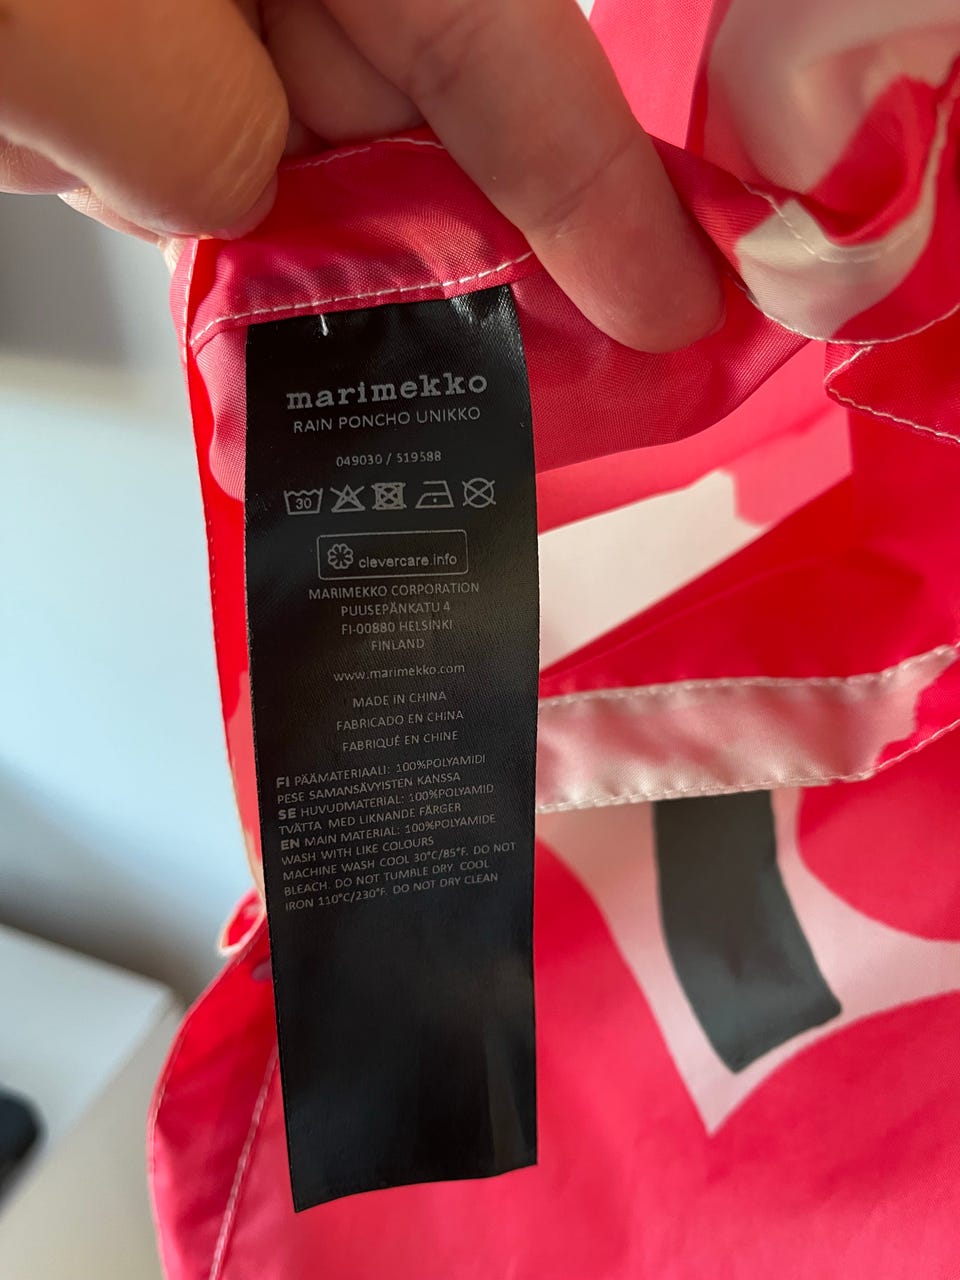 marimekko
RAIN PONCHO UNIKKO
049030 / 519588
30
clevercare.info
MARIMEKKO CORPORATION
PUUSEPÄNKATU 4
FI-00880 HELSINKI
FINLAND
www.marimekko.com
MADE IN CHINA
FABRICADO EN CHINA
FABRIQUÉ EN CHINE
FI PÄÄMATERIAALI: 100%POLYAMIDI
PESE SAMANSÄVYISTEN KANSSA
SE HUVUDMATERIAL: 100%POLYAMID
TVÄTTA MED LIKNANDE FÄRGER
EN MAIN MATERIAL: 100%POLYAMIDE
WASH WITH LIKE COLOURS
MACHINE WASH COOL 30°C/85°F. DO NOT
BLEACH. DO NOT TUMBLE DRY. COOL
IRON 110°C/230°F. DO NOT DRY CLEAN